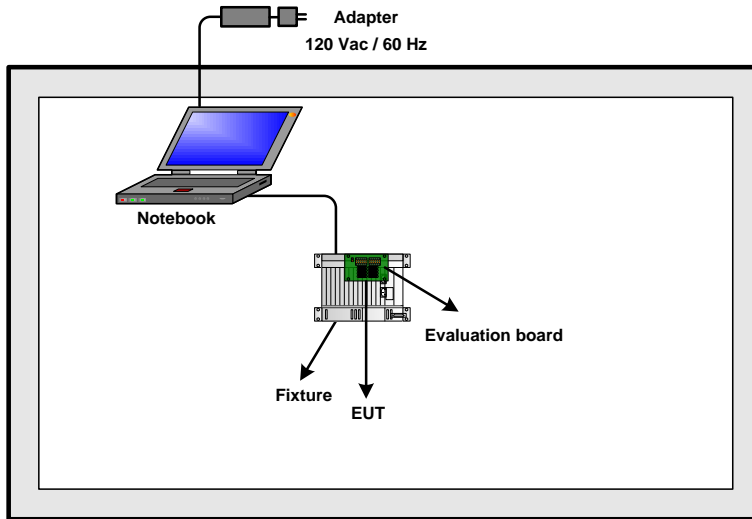 Adapter
120 Vac / 60 Hz
Notebook
Evaluation board
Fixture
EUT